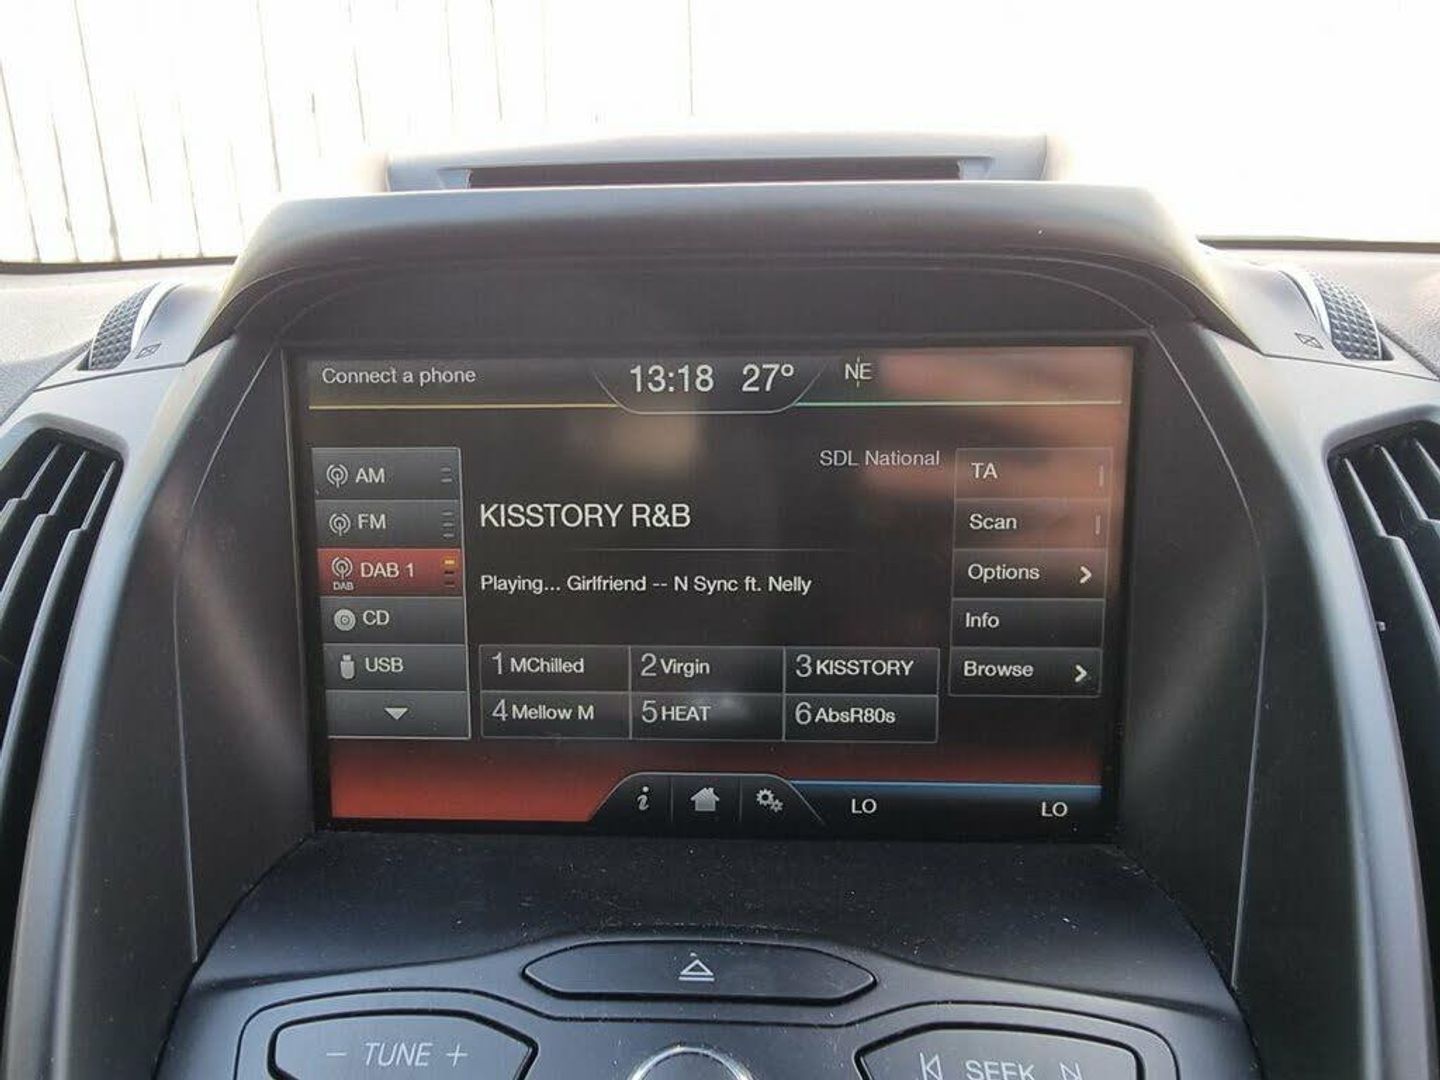 Connect a phone
13:18 27°
NE
SDL National
AM
FM
DAB 1
DAB
CD
USB
KISSTORY R&B
Playing... Girlfriend -- N Sync ft. Nelly
1 MChilled
2 Virgin
3 KISSTORY
4 Mellow M
5 HEAT
6 AbsR80s
TA
Scan
Options
Info
Browse
i
LO
LO
− TUNE +
SEEK